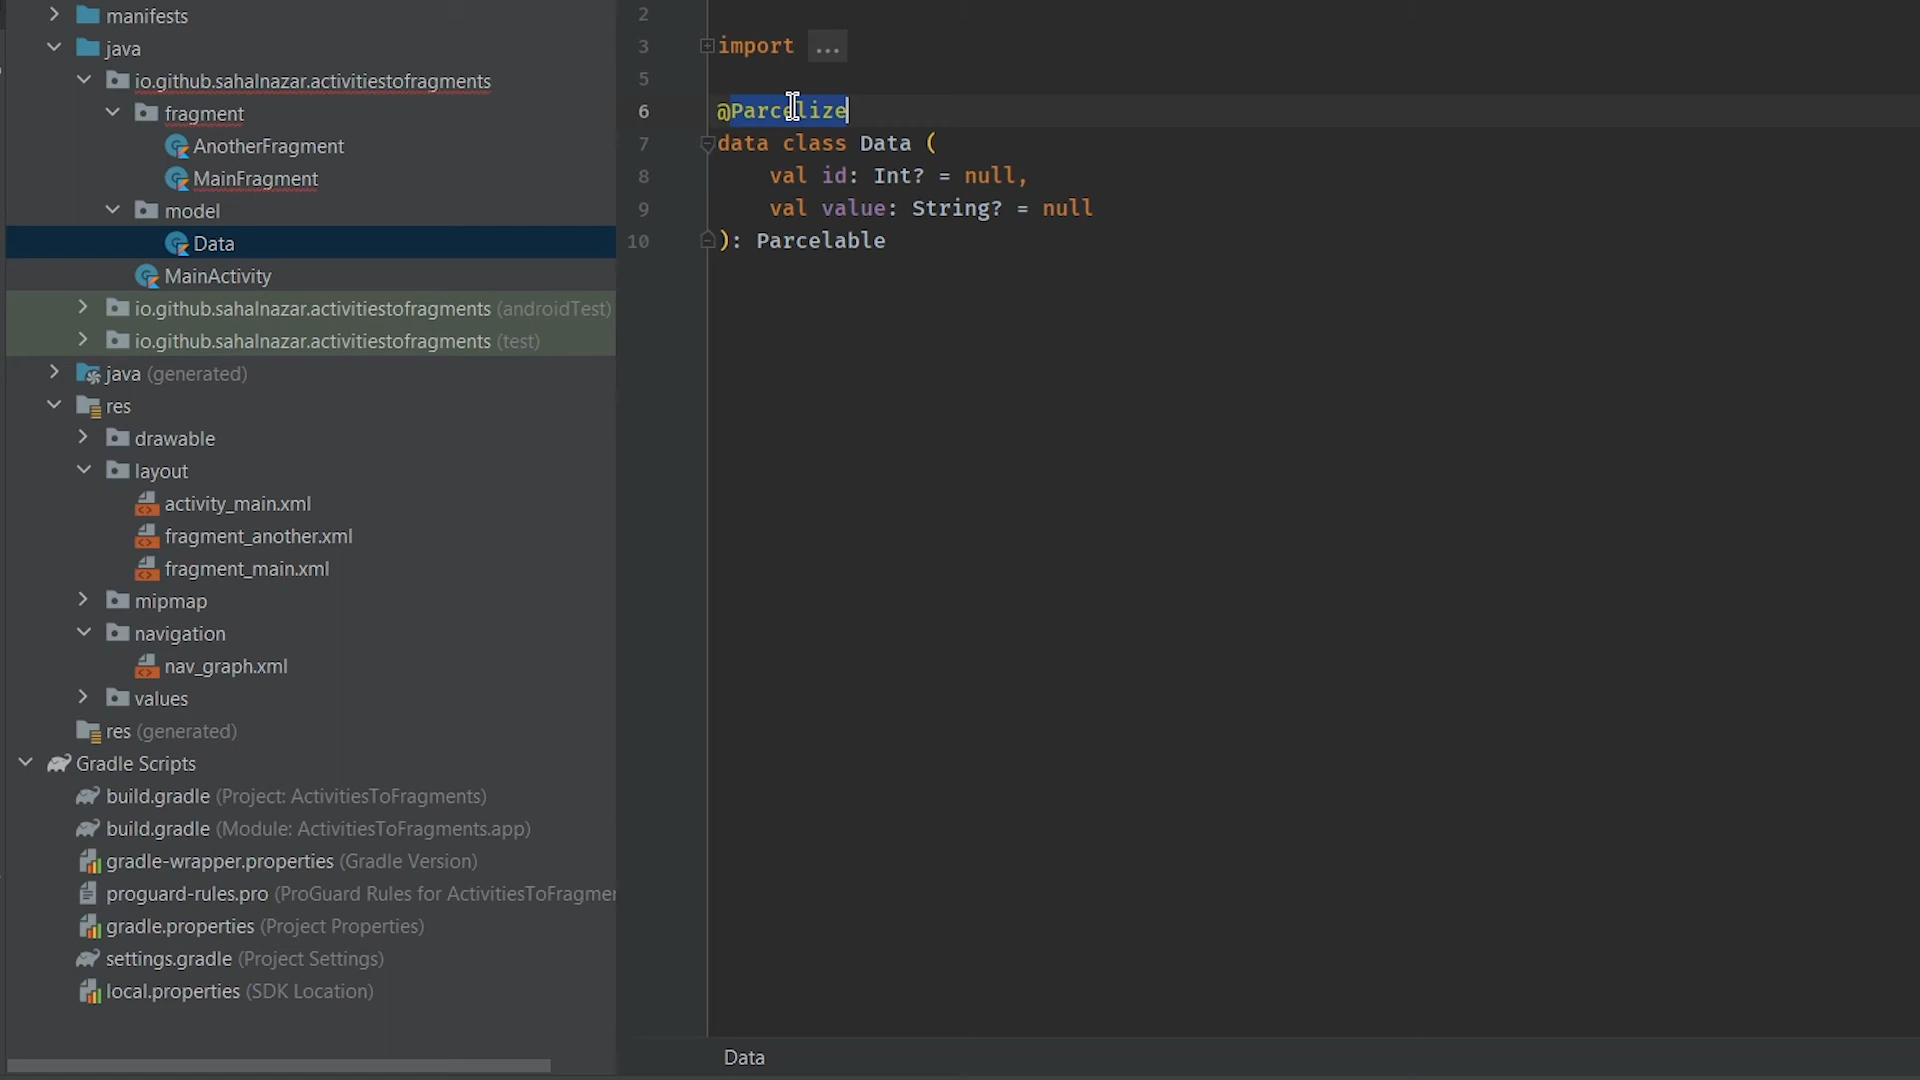 manifests
java
io.github.sahalnazar.activitiestofragments
fragment
AnotherFragment
MainFragment
model
Data
MainActivity
io.github.sahalnazar.activitiestofragments (androidTest)
io.github.sahalnazar.activitiestofragments (test)
java (generated)
res
drawable
layout
activity_main.xml
fragment_another.xml
fragment_main.xml
mipmap
navigation
nav_graph.xml
values
res (generated)
Gradle Scripts
build.gradle (Project: ActivitiesToFragments)
build.gradle (Module: ActivitiesToFragments.app)
gradle-wrapper.properties (Gradle Version)
proguard-rules.pro (ProGuard Rules for ActivitiesToFragmer
gradle.properties (Project Properties)
settings.gradle (Project Settings)
local.properties (SDK Location)
2
3 import ...
5
6 @Parcelize
7 data class Data (
8 val id: Int? = null,
9 val value: String? = null
10 ): Parcelable
Data